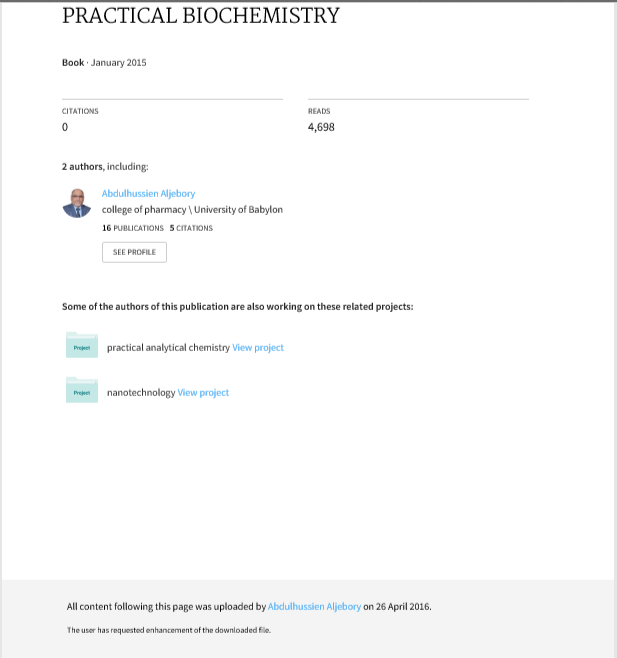 PRACTICAL BIOCHEMISTRY
Book · January 2015
CITATIONS
0
READS
4,698
2 authors, including:
Abdulhussien Aljebory
college of pharmacy \ University of Babylon
16 PUBLICATIONS 5 CITATIONS
SEE PROFILE
Some of the authors of this publication are also working on these related projects:
Project
practical analytical chemistry View project
Project
nanotechnology View project
All content following this page was uploaded by Abdulhussien Aljebory on 26 April 2016.
The user has requested enhancement of the downloaded file.